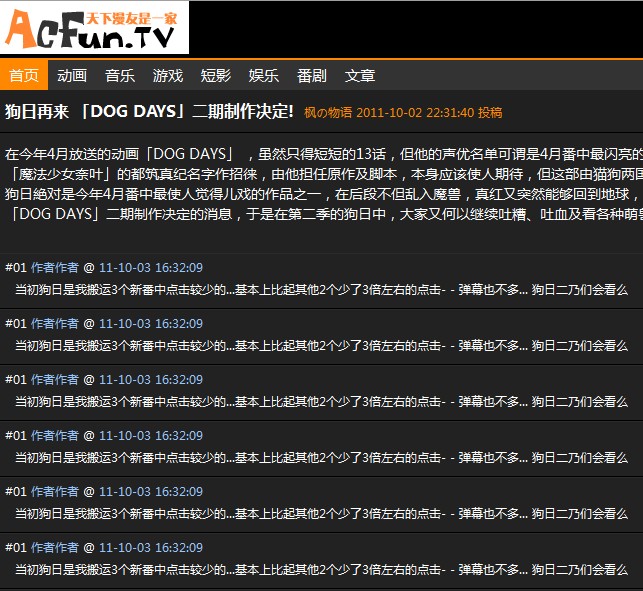 天下漫友是一家
AcFun.TV
首页 动画 音乐 游戏 短影 娱乐 番剧 文章
狗日再来 「DOG DAYS」二期制作决定! 枫の物语 2011-10-02 22:31:40 投稿
在今年4月放送的动画「DOG DAYS」 ，虽然只得短短的13话，但他的声优名单可谓是4月番中最闪亮的
「魔法少女奈叶」的都筑真纪名字作招徕，由他担任原作及脚本，本身应该使人期待，但这部由猫狗两国
狗日絶对是今年4月番中最使人觉得儿戏的作品之一，在后段不但乱入魔兽，真红又突然能够回到地球，
「DOG DAYS」二期制作决定的消息，于是在第二季的狗日中，大家又何以继续吐糟、吐血及看各种萌兽
#01 作者作者 @ 11-10-03 16:32:09
当初狗日是我搬运3个新番中点击较少的...基本上比起其他2个少了3倍左右的点击- - 弹幕也不多... 狗日二乃们会看么
#01 作者作者 @ 11-10-03 16:32:09
当初狗日是我搬运3个新番中点击较少的...基本上比起其他2个少了3倍左右的点击- - 弹幕也不多... 狗日二乃们会看么
#01 作者作者 @ 11-10-03 16:32:09
当初狗日是我搬运3个新番中点击较少的...基本上比起其他2个少了3倍左右的点击- - 弹幕也不多... 狗日二乃们会看么
#01 作者作者 @ 11-10-03 16:32:09
当初狗日是我搬运3个新番中点击较少的...基本上比起其他2个少了3倍左右的点击- - 弹幕也不多... 狗日二乃们会看么
#01 作者作者 @ 11-10-03 16:32:09
当初狗日是我搬运3个新番中点击较少的...基本上比起其他2个少了3倍左右的点击- - 弹幕也不多... 狗日二乃们会看么
#01 作者作者 @ 11-10-03 16:32:09
当初狗日是我搬运3个新番中点击较少的...基本上比起其他2个少了3倍左右的点击- - 弹幕也不多... 狗日二乃们会看么